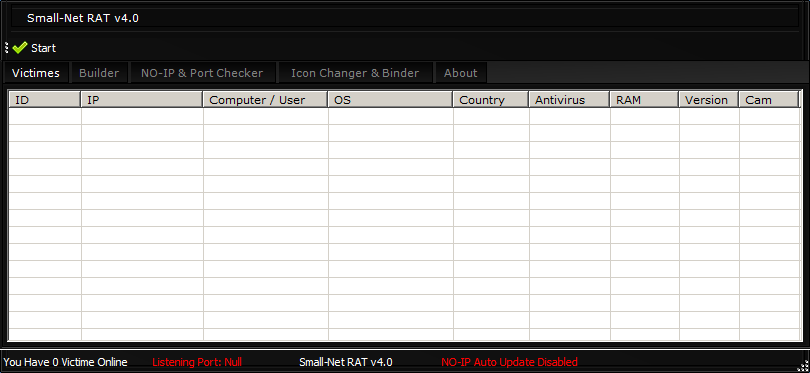 Small-Net RAT v4.0
Start
Victimes Builder NO-IP & Port Checker Icon Changer & Binder About
ID IP Computer / User OS Country Antivirus RAM Version Cam
You Have 0 Victime Online Listening Port: Null Small-Net RAT v4.0 NO-IP Auto Update Disabled